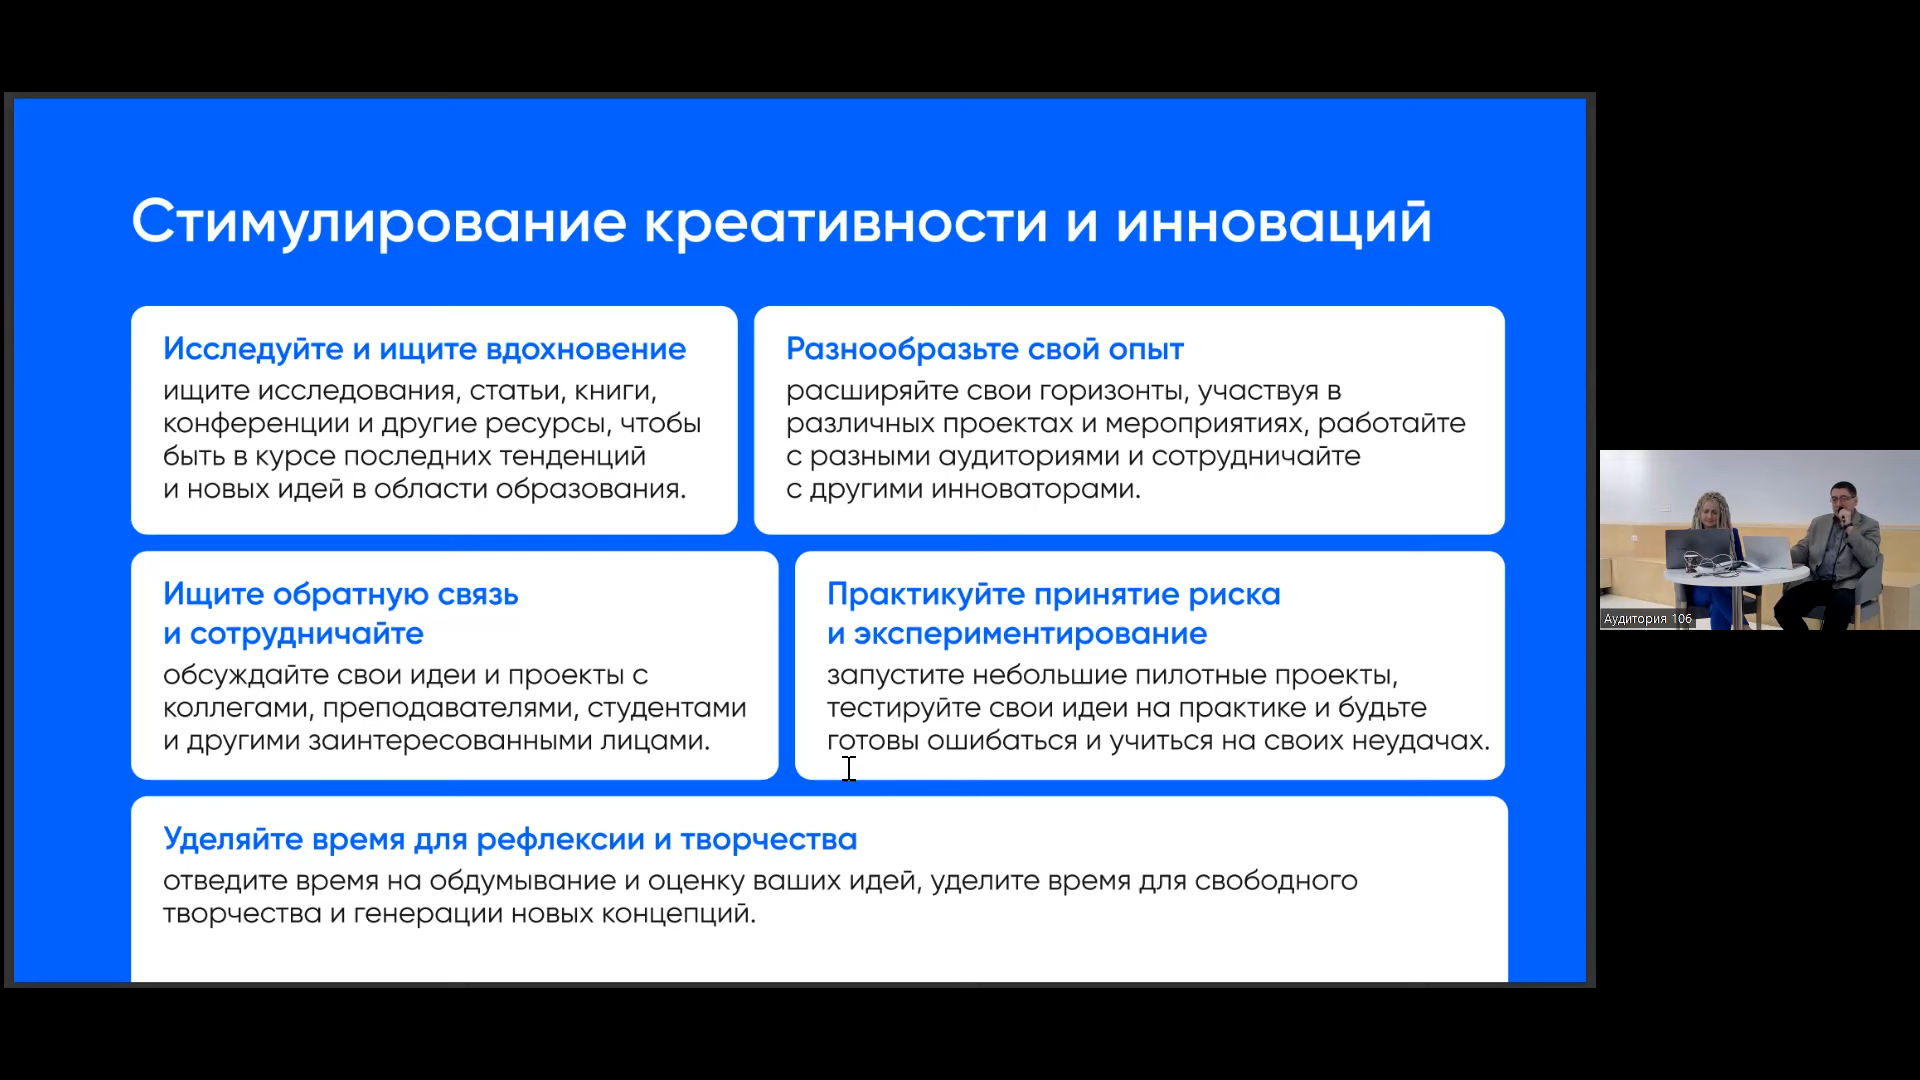 Стимулирование креативности и инноваций
Исследуйте и ищите вдохновение
ищите исследования, статьи, книги,
конференции и другие ресурсы, чтобы
быть в курсе последних тенденций
и новых идей в области образования.
Разнообразьте свой опыт
расширяйте свои горизонты, участвуя в
различных проектах и мероприятиях, работайте
с разными аудиториями и сотрудничайте
с другими инноваторами.
Ищите обратную связь
и сотрудничайте
обсуждайте свои идеи и проекты с
коллегами, преподавателями, студентами
и другими заинтересованными лицами.
Практикуйте принятие риска
и экспериментирование
запустите небольшие пилотные проекты,
тестируйте свои идеи на практике и будьте
готовы ошибаться и учиться на своих неудачах.
Уделяйте время для рефлексии и творчества
отведите время на обдумывание и оценку ваших идей, уделите время для свободного
творчества и генерации новых концепций.
Аудитория 106